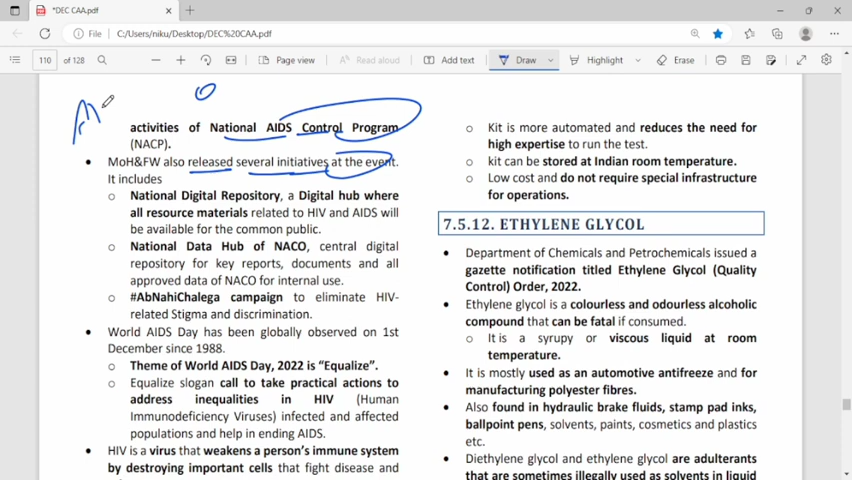 *DEC CAA.pdf
File
C:/Users/niku/Desktop/DEC%20CAA.pdf
110 of 128
Page view
Read aloud
Add text
Draw
Highlight
Erase
activities of National AIDS Control Program
(NACP).
• MoH&FW also released several initiatives at the event.
It includes
o National Digital Repository, a Digital hub where
all resource materials related to HIV and AIDS will
be available for the common public.
o National Data Hub of NACO, central digital
repository for key reports, documents and all
approved data of NACO for internal use.
o #AbNahiChalega campaign to eliminate HIV-
related Stigma and discrimination.
• World AIDS Day has been globally observed on 1st
December since 1988.
o Theme of World AIDS Day, 2022 is “Equalize”.
o Equalize slogan call to take practical actions to
address inequalities in HIV (Human
Immunodeficiency Viruses) infected and affected
populations and help in ending AIDS.
• HIV is a virus that weakens a person’s immune system
by destroying important cells that fight disease and
o Kit is more automated and reduces the need for
high expertise to run the test.
o kit can be stored at Indian room temperature.
o Low cost and do not require special infrastructure
for operations.
7.5.12. ETHYLENE GLYCOL
• Department of Chemicals and Petrochemicals issued a
gazette notification titled Ethylene Glycol (Quality
Control) Order, 2022.
• Ethylene glycol is a colourless and odourless alcoholic
compound that can be fatal if consumed.
o It is a syrupy or viscous liquid at room
temperature.
• It is mostly used as an automotive antifreeze and for
manufacturing polyester fibres.
• Also found in hydraulic brake fluids, stamp pad inks,
ballpoint pens, solvents, paints, cosmetics and plastics
etc.
• Diethylene glycol and ethylene glycol are adulterants
that are sometimes illegally used as solvents in liquid